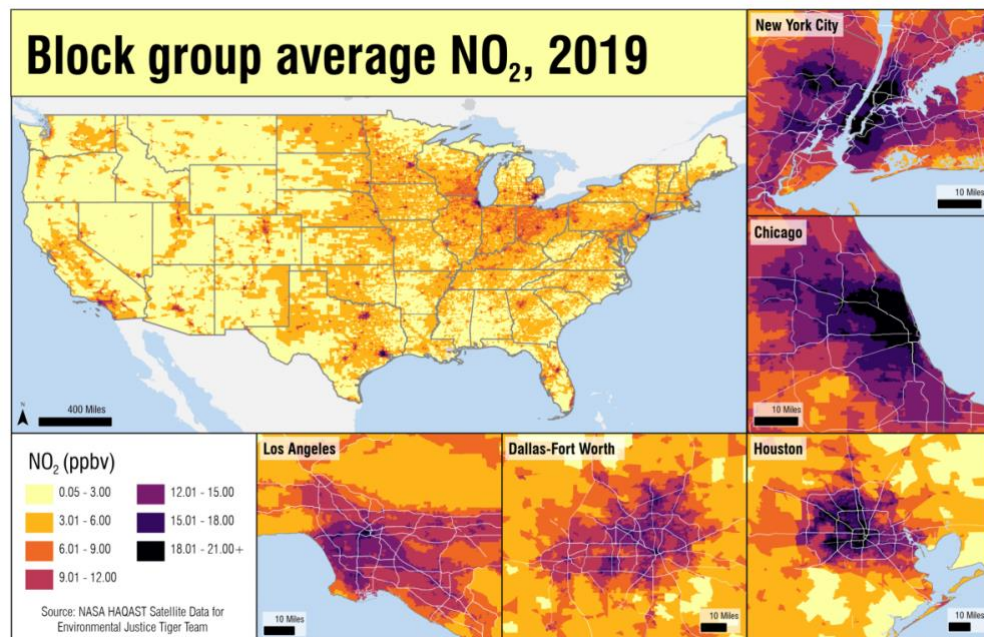 Block group average NO₂, 2019
N
400 Miles
New York City
10 Miles
Chicago
10 Miles
NO₂ (ppbv)
0.05 - 3.00
3.01 - 6.00
6.01 - 9.00
9.01 - 12.00
12.01 - 15.00
15.01 - 18.00
18.01 - 21.00+
Source: NASA HAQAST Satellite Data for
Environmental Justice Tiger Team
Los Angeles
10 Miles
Dallas-Fort Worth
10 Miles
Houston
10 Miles